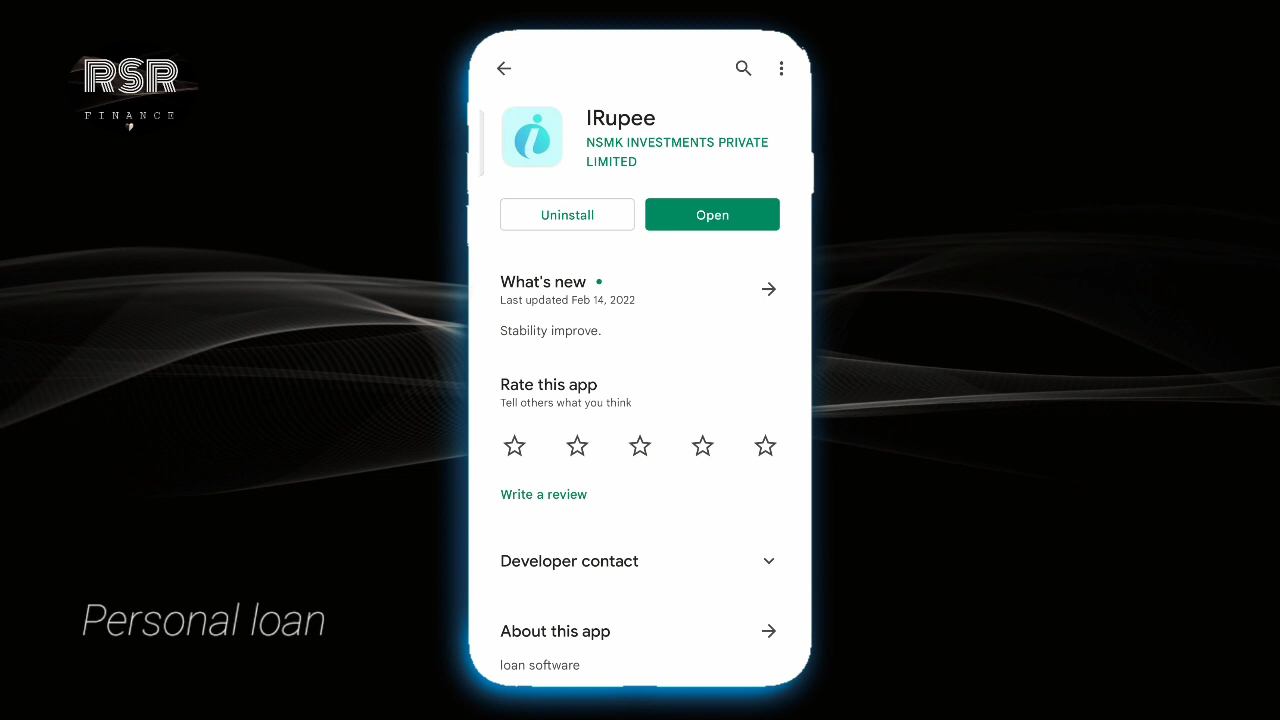 RSR
FINANCE
IRupee
NSMK INVESTMENTS PRIVATE
LIMITED
Uninstall
Open
What's new
Last updated Feb 14, 2022
Stability improve.
Rate this app
Tell others what you think
Write a review
Developer contact
About this app
loan software
Personal loan